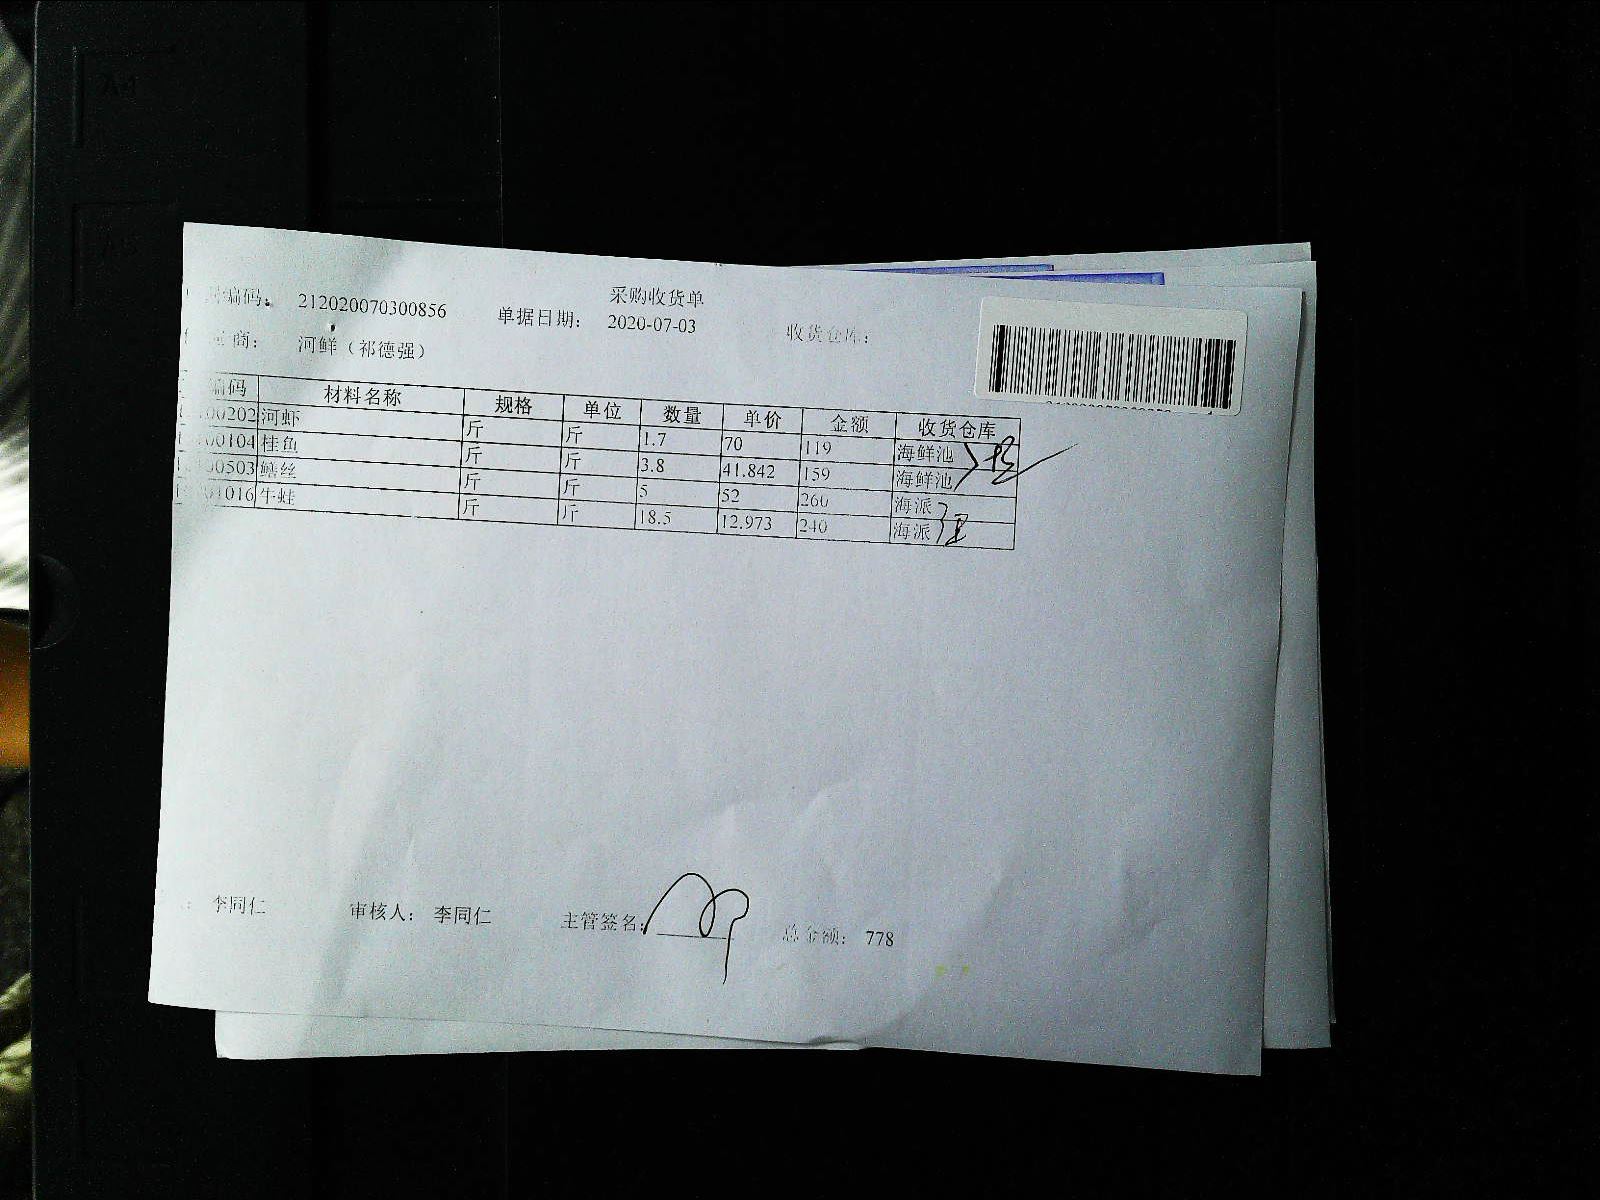 采购收货单
编码: 212020070300856 单据日期: 2020-07-03 收货仓库:
商: 河鲜（祁德强）
编码 材料名称 规格 单位 数量 单价 金额 收货仓库
00202 河虾 斤 斤 1.7 70 119 海鲜池
00104 桂鱼 斤 斤 3.8 41.842 159 海鲜池
00503 鳝丝 斤 斤 5 52 260 海派
01016 牛蛙 斤 斤 18.5 12.973 240 海派
: 李同仁 审核人: 李同仁 主管签名: 总金额: 778